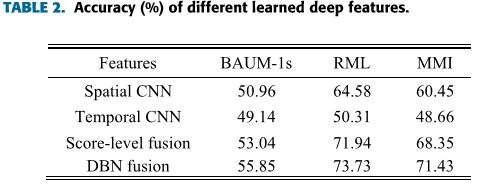 TABLE 2. Accuracy (%) of different learned deep features.
Features BAUM-1s RML MMI
Spatial CNN 50.96 64.58 60.45
Temporal CNN 49.14 50.31 48.66
Score-level fusion 53.04 71.94 68.35
DBN fusion 55.85 73.73 71.43